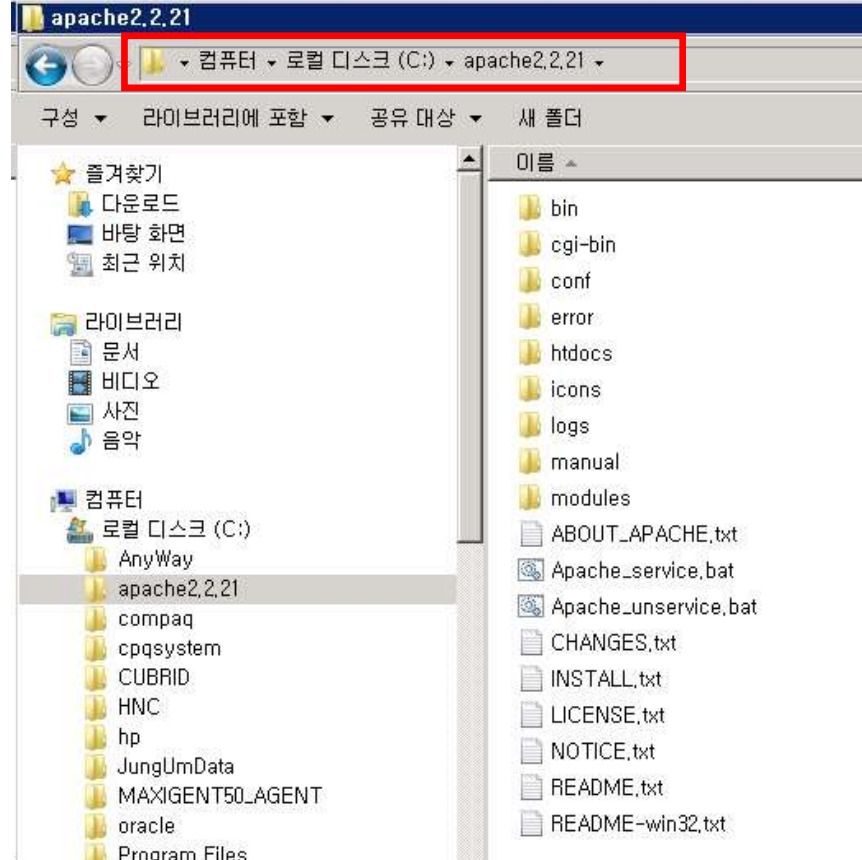 apache2.2.21
컴퓨터 로컬 디스크 (C:) apache2.2.21
구성 라이브러리에 포함 공유 대상 새 폴더
즐겨찾기
다운로드
바탕 화면
최근 위치
라이브러리
문서
비디오
사진
음악
컴퓨터
로컬 디스크 (C:)
AnyWay
apache2.2.21
compaq
cpqsystem
CUBRID
HNC
hp
JungUmData
MAXIGENT50_AGENT
oracle
Program Files
이름
bin
cgi-bin
conf
error
htdocs
icons
logs
manual
modules
ABOUT_APACHE.txt
Apache_service.bat
Apache_unservice.bat
CHANGES.txt
INSTALL.txt
LICENSE.txt
NOTICE.txt
README.txt
README-win32.txt